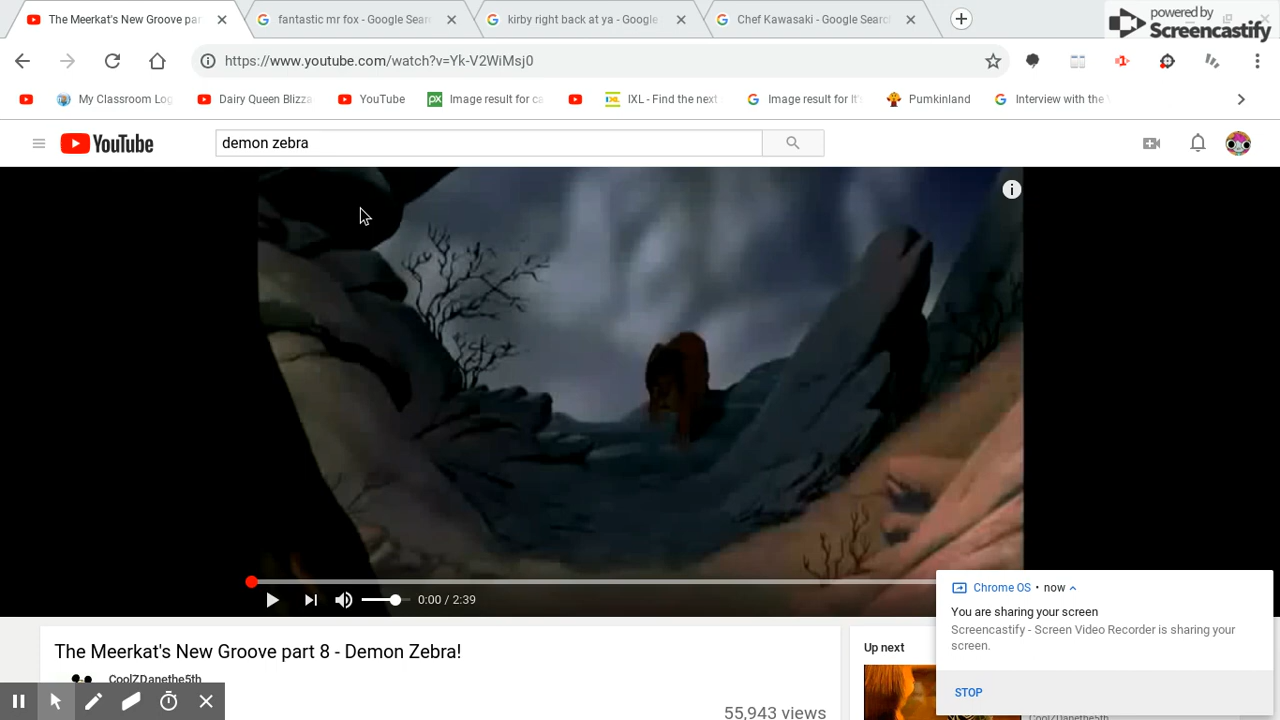 The Meerkat's New Groove par
fantastic mr fox - Google Sear
kirby right back at ya - Google
Chef Kawasaki - Google Searc
powered by
Screencastify
https://www.youtube.com/watch?v=Yk-V2WiMsj0
My Classroom Log
Dairy Queen Blizza
YouTube
Image result for ca
IXL - Find the next
Image result for It's
Pumkinland
Interview with the V
YouTube
demon zebra
0:00 / 2:39
Chrome OS • now
You are sharing your screen
Screencastify - Screen Video Recorder is sharing your
screen.
STOP
The Meerkat's New Groove part 8 - Demon Zebra!
Up next
CoolZDanethe5th
55,943 views
CoolZDanethe5th